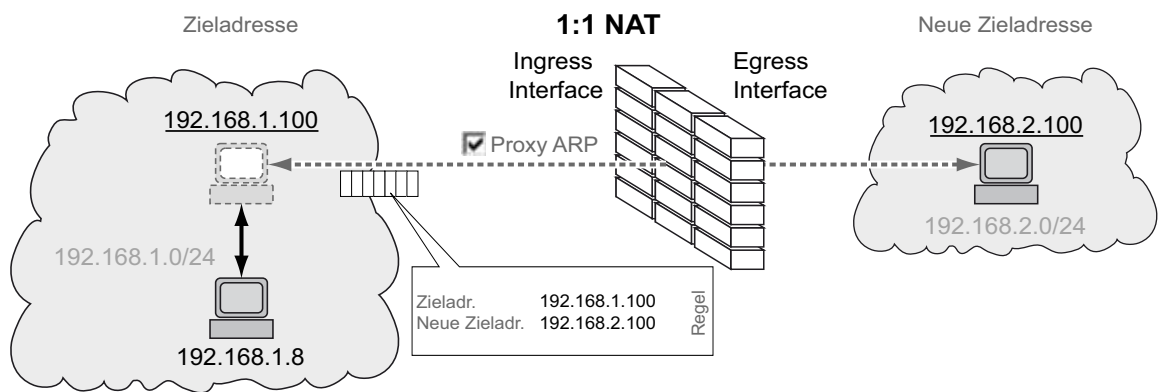 Zieladresse
1:1 NAT
Neue Zieladresse
Ingress
Interface
Egress
Interface
192.168.1.100
192.168.2.100
Proxy ARP
192.168.1.0/24
192.168.2.0/24
Zieladr. 192.168.1.100
Neue Zieladr. 192.168.2.100
Regel
192.168.1.8